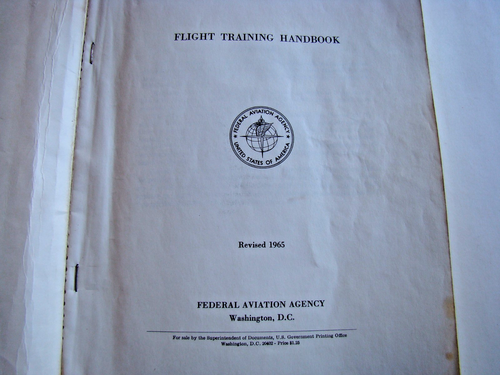 FLIGHT TRAINING HANDBOOK
FEDERAL AVIATION AGENCY
UNITED STATES OF AMERICA
Revised 1965
FEDERAL AVIATION AGENCY
Washington, D.C.
For sale by the Superintendent of Documents, U.S. Government Printing Office
Washington, D.C. 20402 - Price $1.25